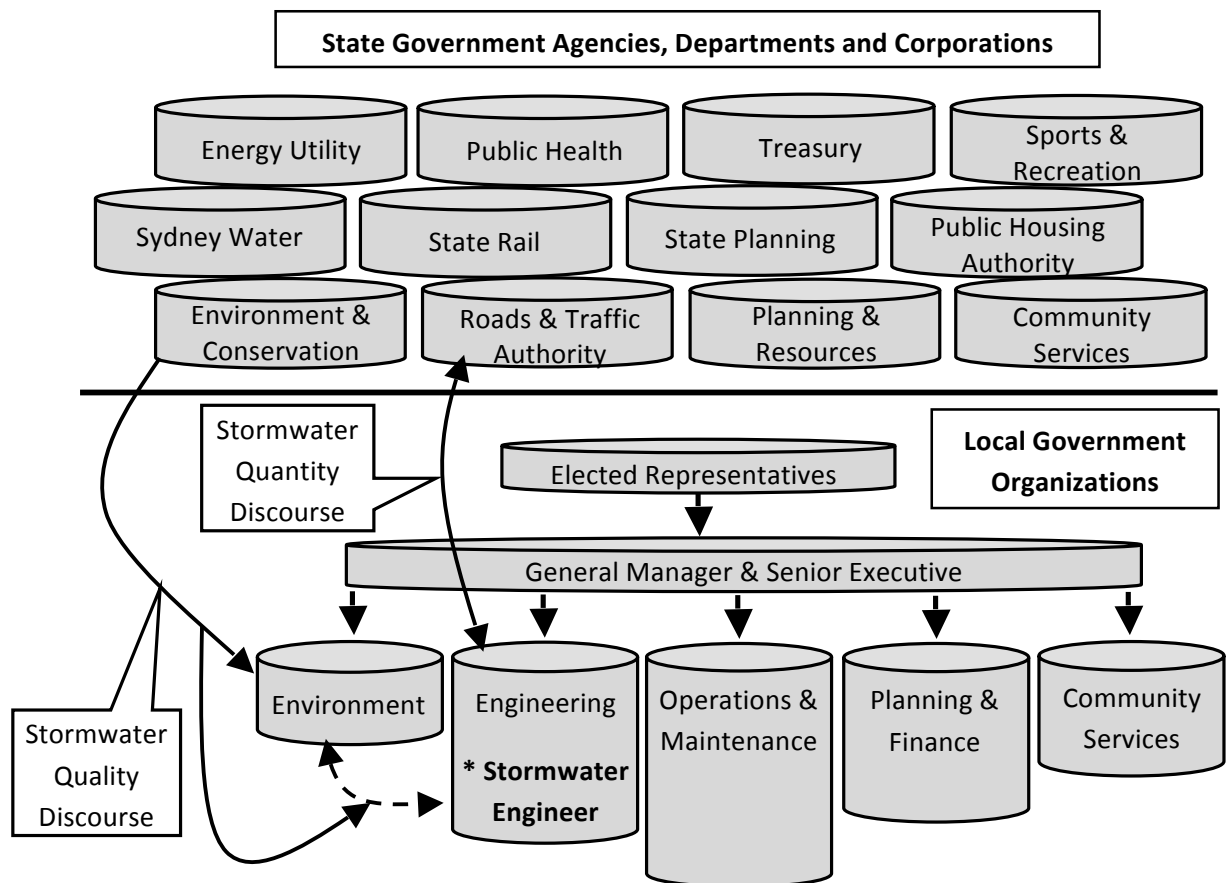 State Government Agencies, Departments and Corporations
Energy Utility
Public Health
Treasury
Sports &
Recreation
Sydney Water
State Rail
State Planning
Public Housing
Authority
Environment &
Conservation
Roads & Traffic
Authority
Planning &
Resources
Community
Services
Stormwater
Quantity
Discourse
Local Government
Organizations
Elected Representatives
General Manager & Senior Executive
Environment
Engineering
* Stormwater
Engineer
Operations &
Maintenance
Planning &
Finance
Community
Services
Stormwater
Quality
Discourse